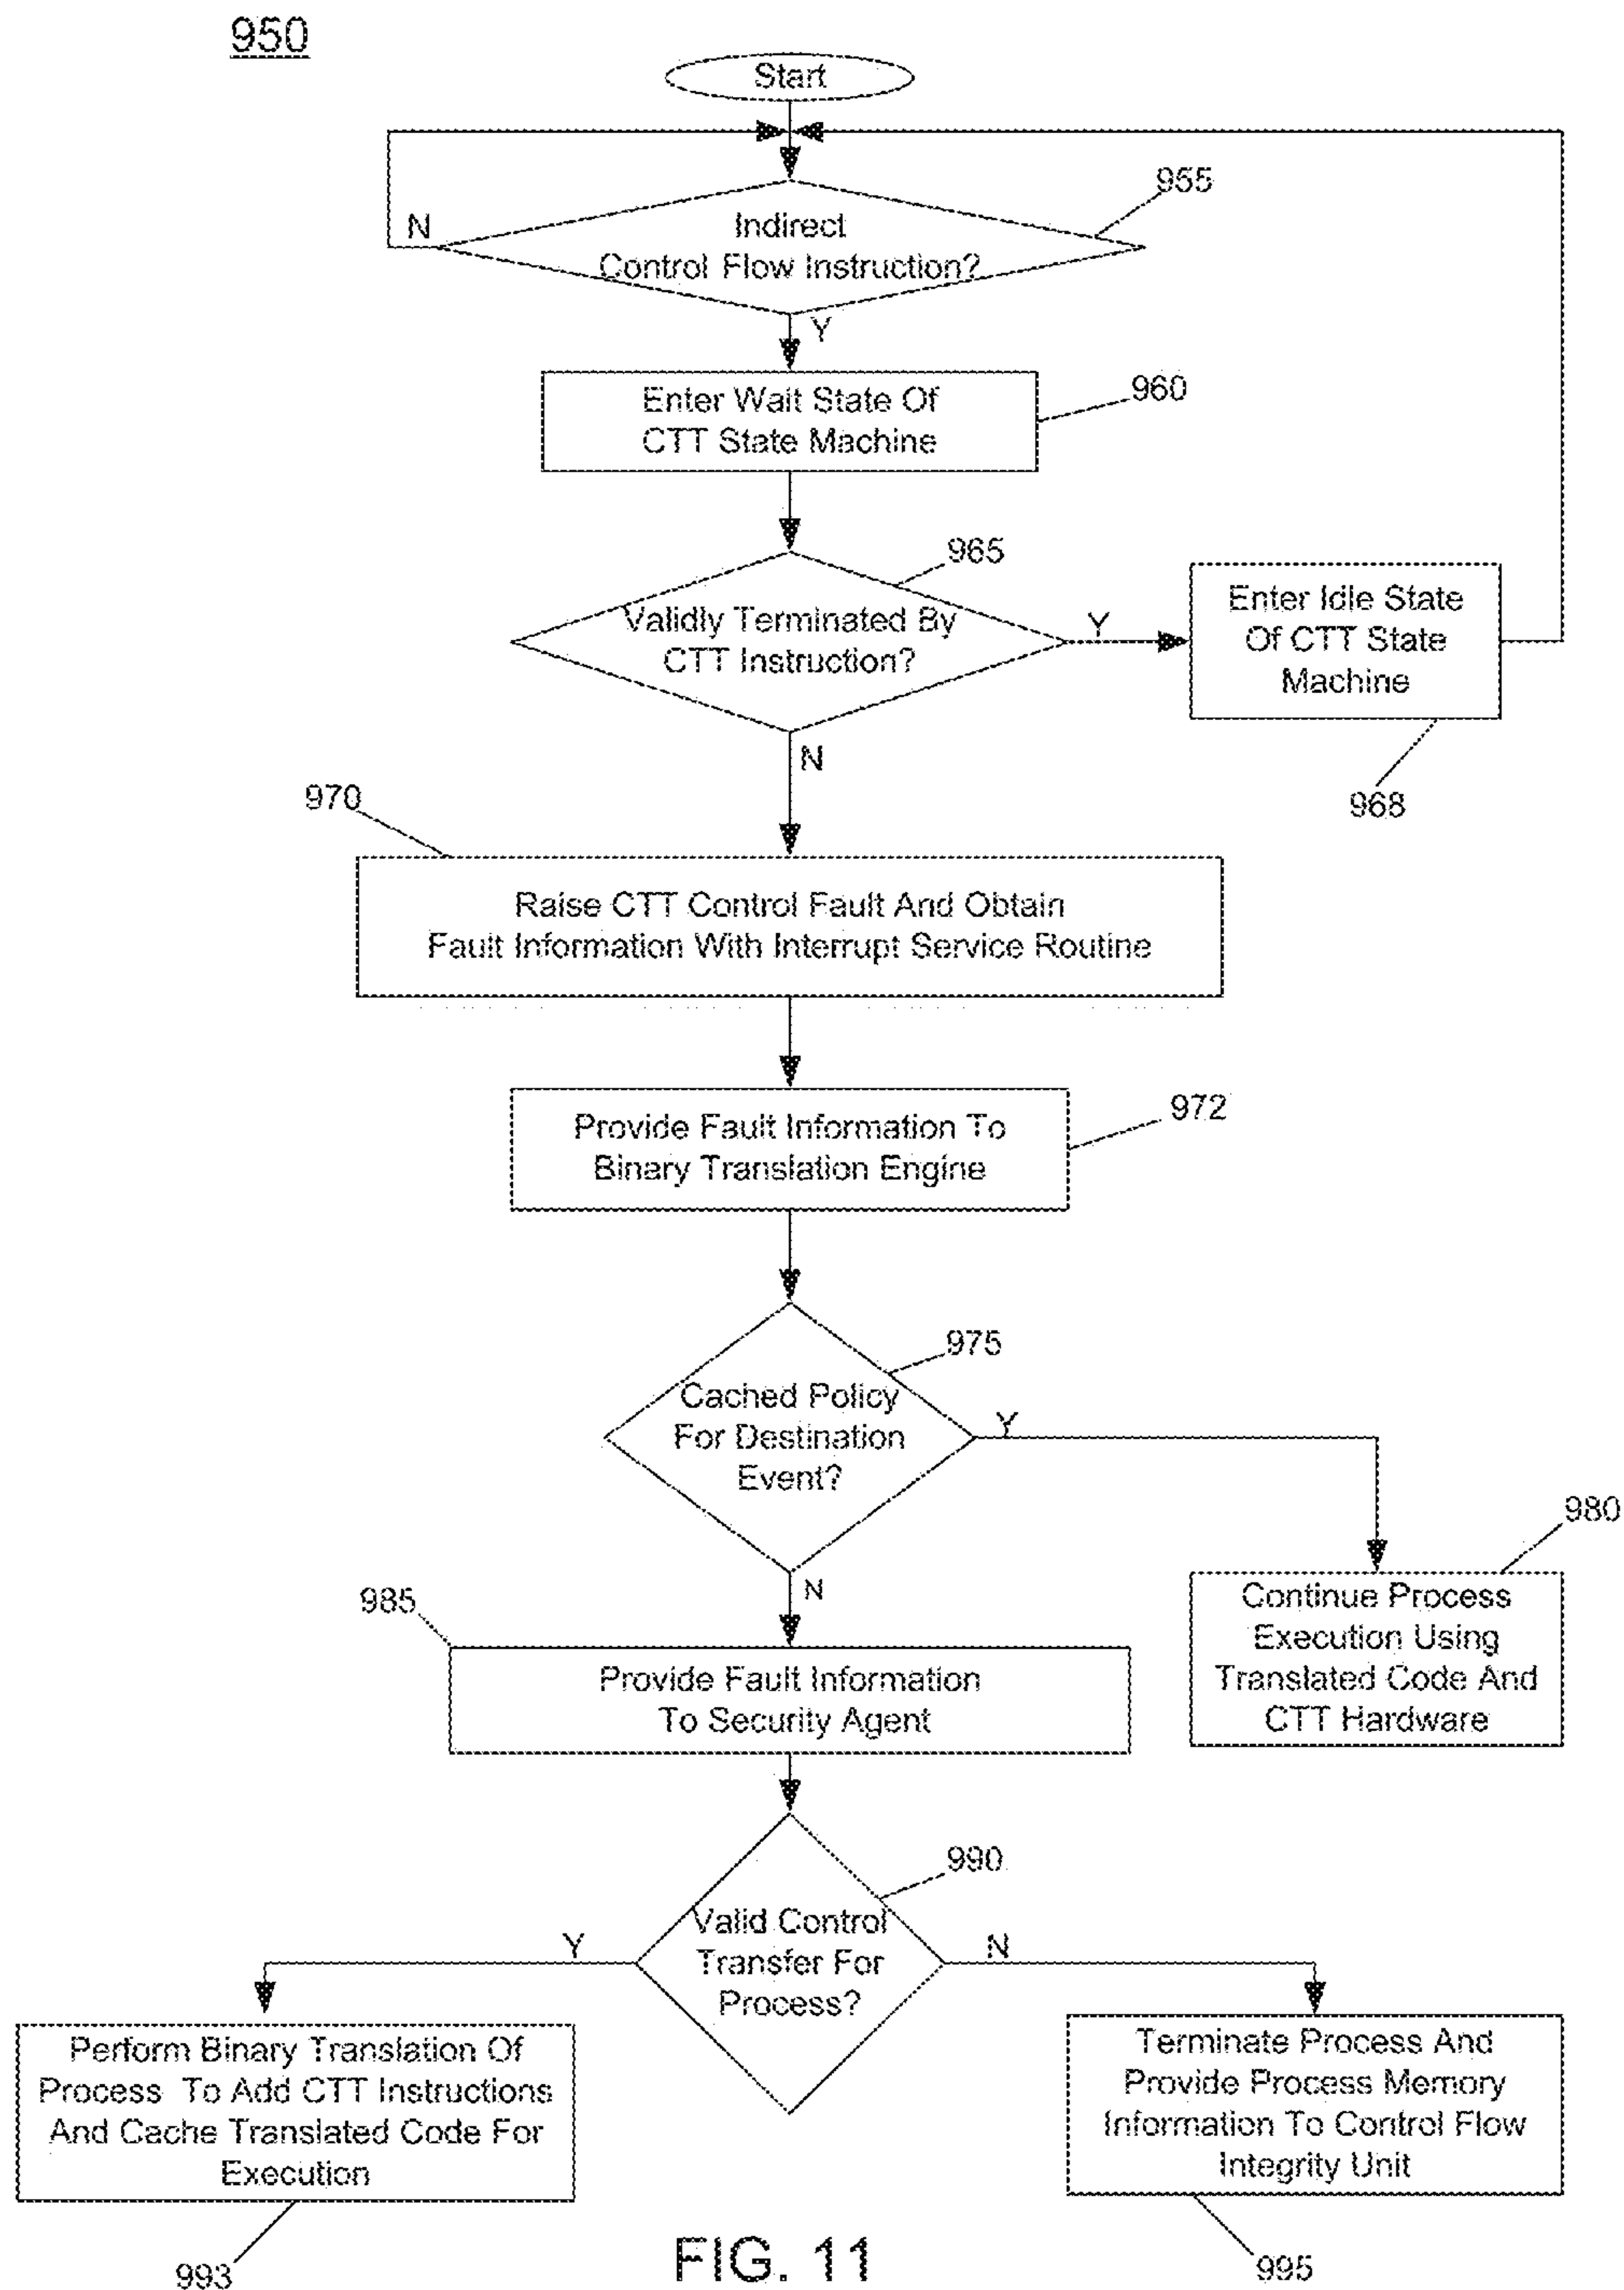 950
Start
955
N
Indirect
Control Flow Instruction?
Y
960
Enter Wait State Of
CTT State Machine
965
Validly Terminated By
CTT Instruction?
Y
Enter Idle State
Of CTT State
Machine
968
N
970
Raise CTT Control Fault And Obtain
Fault Information With Interrupt Service Routine
972
Provide Fault Information To
Binary Translation Engine
975
Cached Policy
For Destination
Event?
Y
980
Continue Process
Execution Using
Translated Code And
CTT Hardware
N
985
Provide Fault Information
To Security Agent
990
Valid Control
Transfer For
Process?
Y
N
Perform Binary Translation Of
Process To Add CTT Instructions
And Cache Translated Code For
Execution
993
Terminate Process And
Provide Process Memory
Information To Control Flow
Integrity Unit
995
FIG. 11